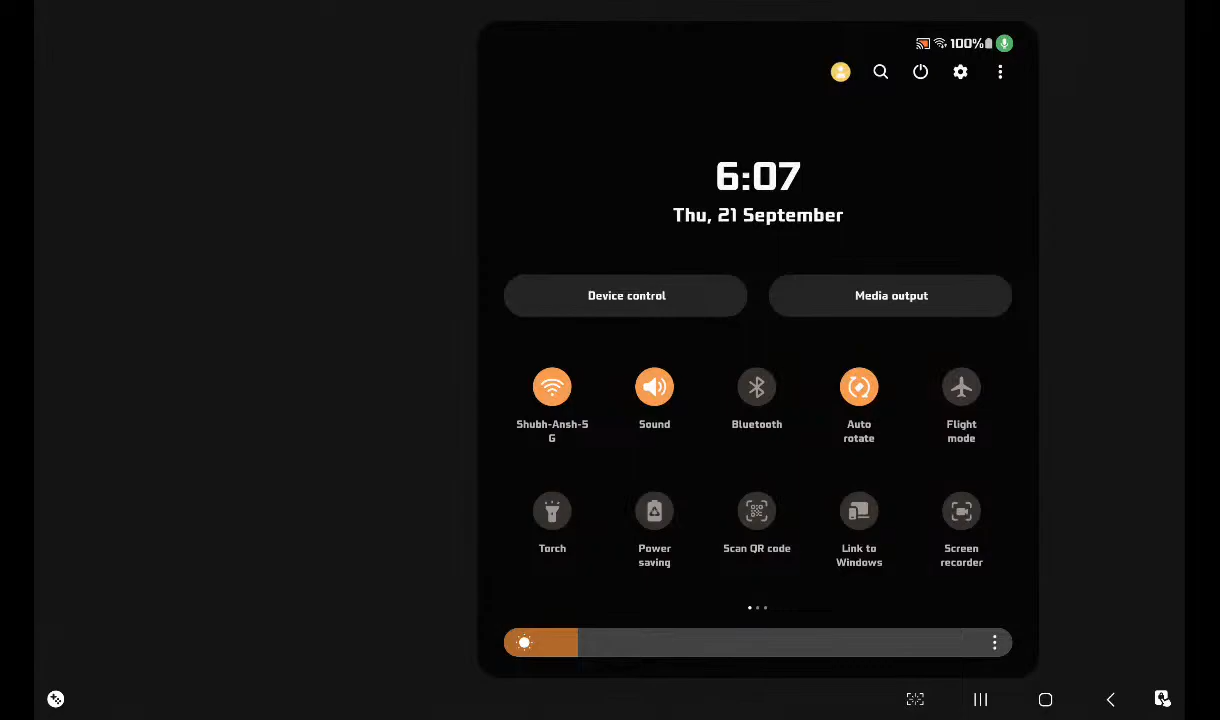 100%
6:07
Thu, 21 September
Device control
Media output
Shubh-Ansh-5
G
Sound
Bluetooth
Auto
rotate
Flight
mode
Torch
Power
saving
Scan QR code
Link to
Windows
Screen
recorder